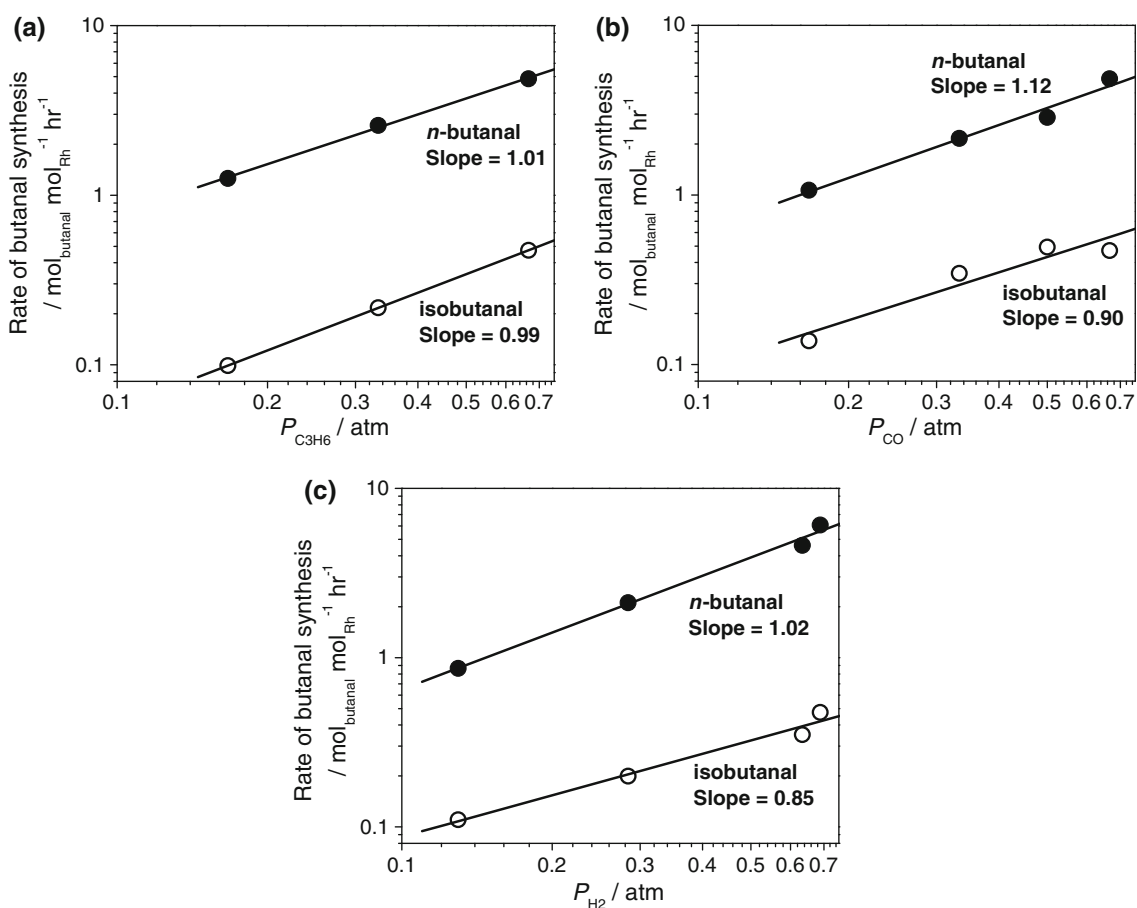 (a)
Rate of butanal synthesis
/ mol_butanal mol_Rh^-1 hr^-1
10
1
0.1
n-butanal
Slope = 1.01
isobutanal
Slope = 0.99
0.1 0.2 0.3 0.4 0.5 0.6 0.7
P_C3H6 / atm
(b)
Rate of butanal synthesis
/ mol_butanal mol_Rh^-1 hr^-1
10
1
0.1
n-butanal
Slope = 1.12
isobutanal
Slope = 0.90
0.1 0.2 0.3 0.4 0.5 0.6 0.7
P_CO / atm
(c)
Rate of butanal synthesis
/ mol_butanal mol_Rh^-1 hr^-1
10
1
0.1
n-butanal
Slope = 1.02
isobutanal
Slope = 0.85
0.1 0.2 0.3 0.4 0.5 0.6 0.7
P_H2 / atm